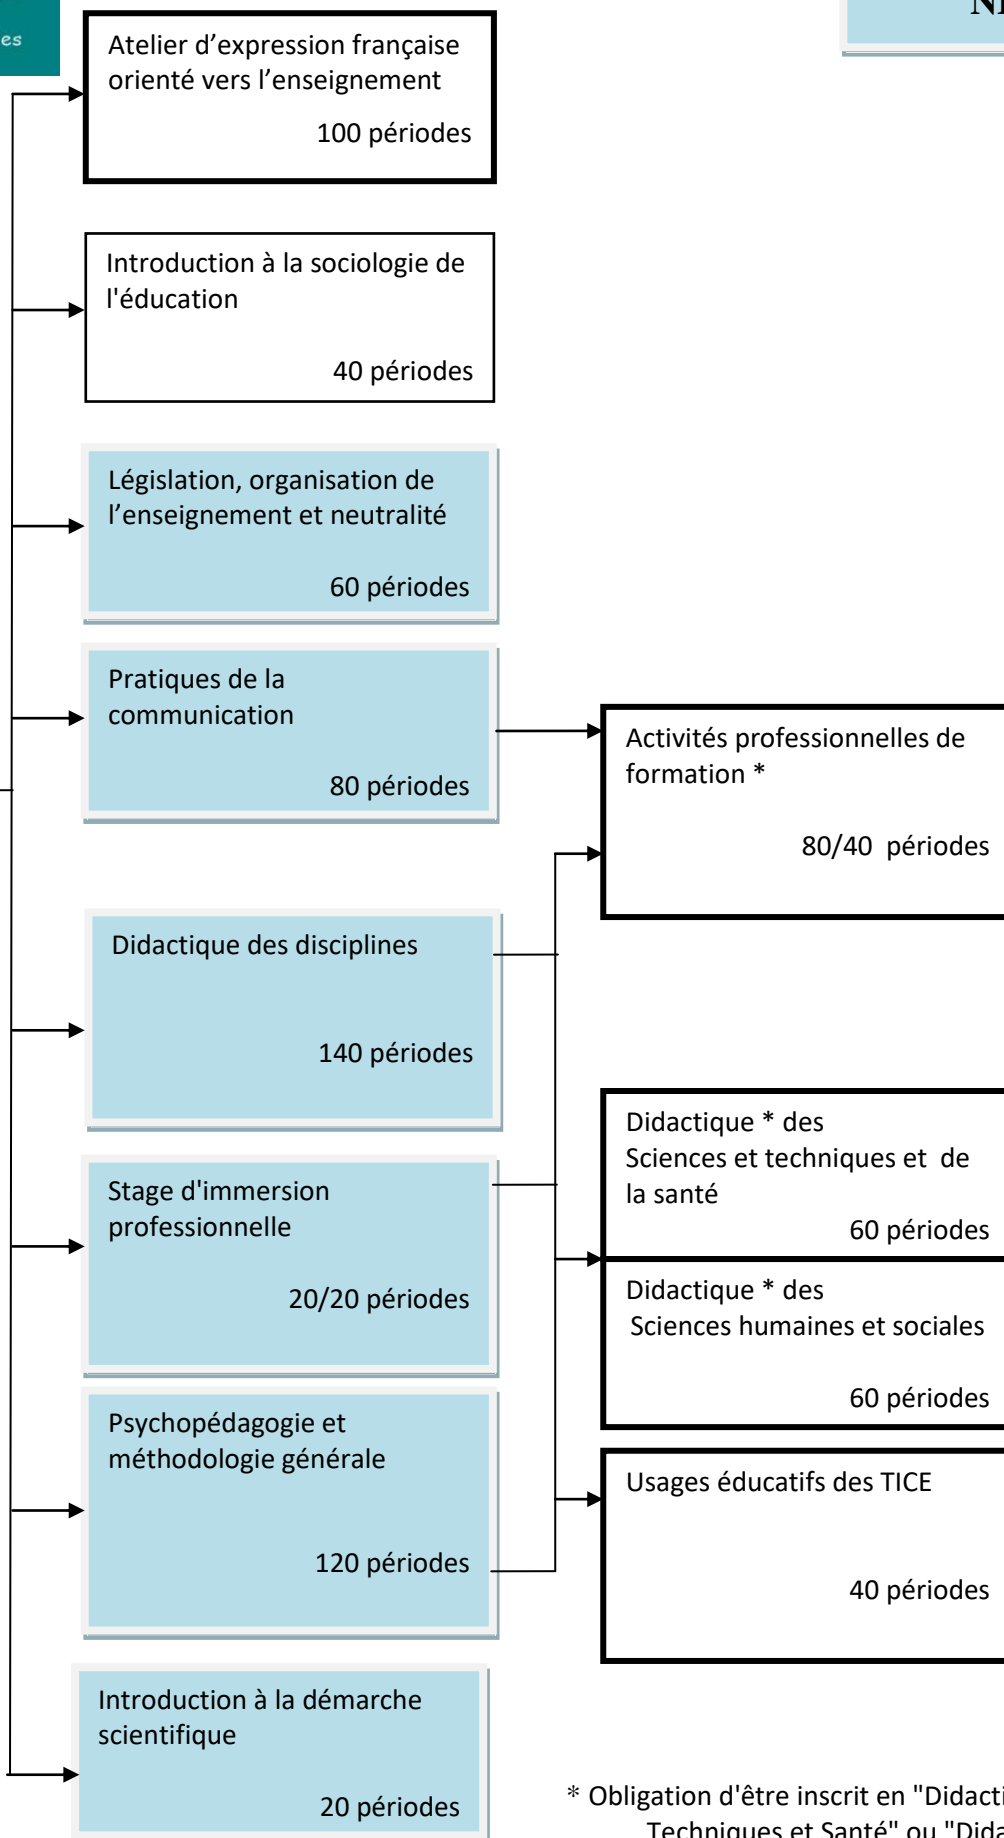 es
Atelier d’expression française
orienté vers l’enseignement
100 périodes
Introduction à la sociologie de
l'éducation
40 périodes
Législation, organisation de
l’enseignement et neutralité
60 périodes
Pratiques de la
communication
80 périodes
Activités professionnelles de
formation *
80/40 périodes
Didactique des disciplines
140 périodes
Didactique * des
Sciences et techniques et de
la santé
60 périodes
Stage d'immersion
professionnelle
20/20 périodes
Didactique * des
Sciences humaines et sociales
60 périodes
Psychopédagogie et
méthodologie générale
120 périodes
Usages éducatifs des TICE
40 périodes
Introduction à la démarche
scientifique
20 périodes
* Obligation d'être inscrit en "Didacti
Techniques et Santé" ou "Dida